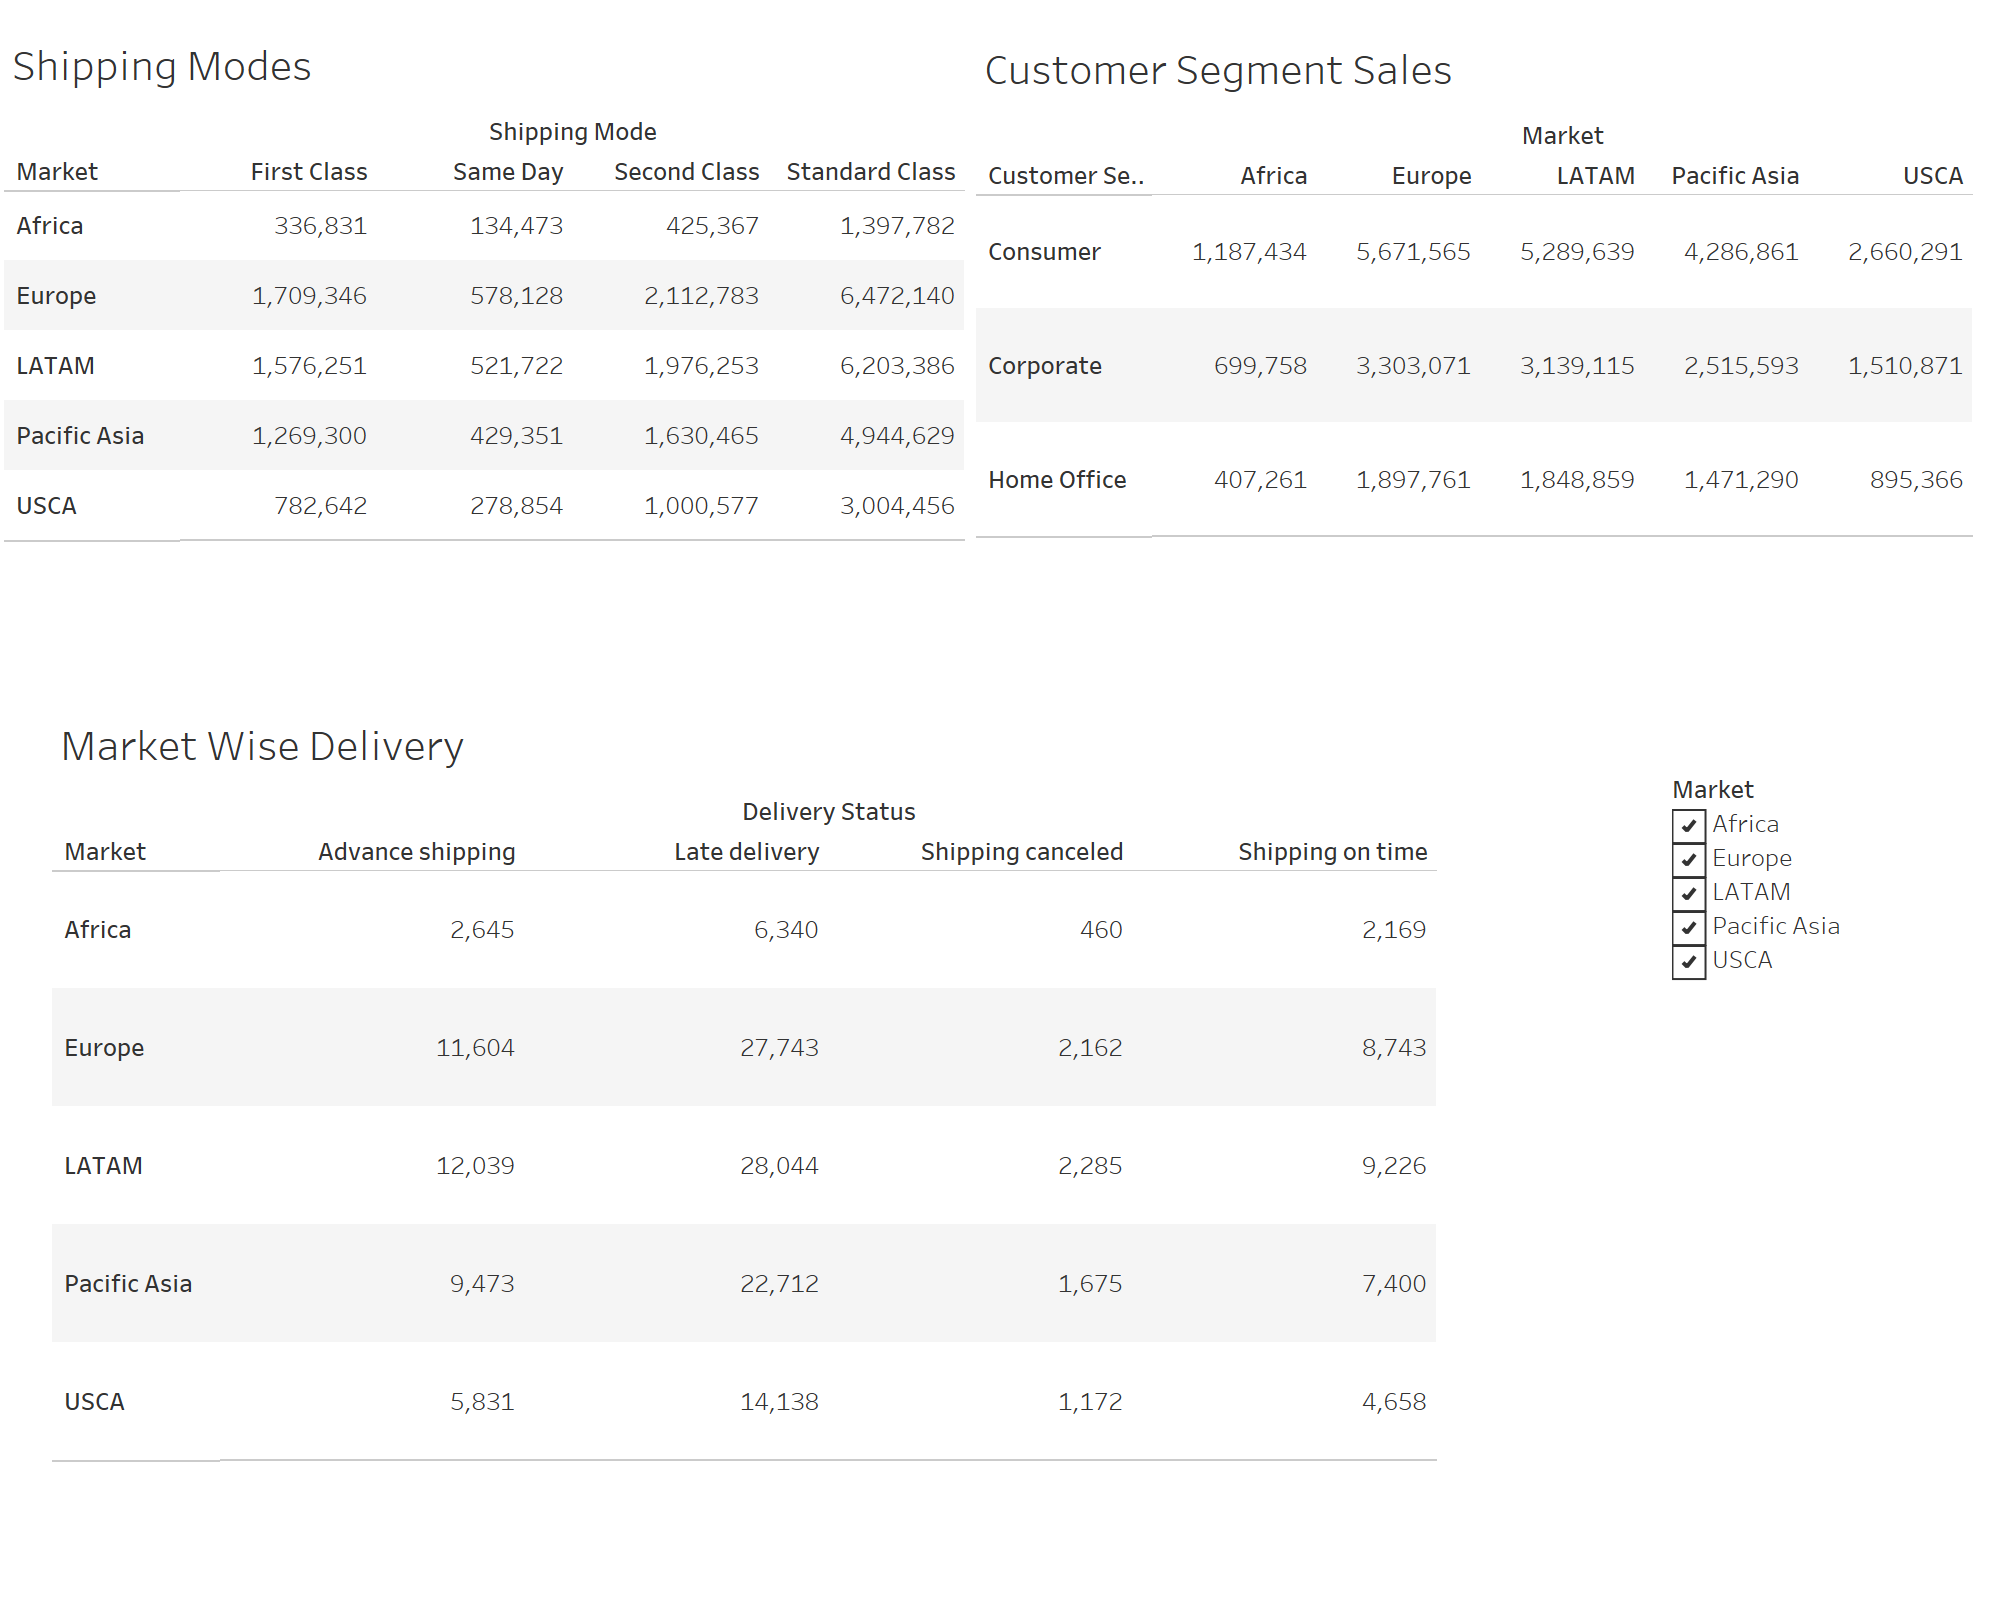 Shipping Modes
Shipping Mode
Market First Class Same Day Second Class Standard Class
Africa 336,831 134,473 425,367 1,397,782
Europe 1,709,346 578,128 2,112,783 6,472,140
LATAM 1,576,251 521,722 1,976,253 6,203,386
Pacific Asia 1,269,300 429,351 1,630,465 4,944,629
USCA 782,642 278,854 1,000,577 3,004,456
Customer Segment Sales
Market
Customer Se.. Africa Europe LATAM Pacific Asia USCA
Consumer 1,187,434 5,671,565 5,289,639 4,286,861 2,660,291
Corporate 699,758 3,303,071 3,139,115 2,515,593 1,510,871
Home Office 407,261 1,897,761 1,848,859 1,471,290 895,366
Market Wise Delivery
Delivery Status
Market Advance shipping Late delivery Shipping canceled Shipping on time
Africa 2,645 6,340 460 2,169
Europe 11,604 27,743 2,162 8,743
LATAM 12,039 28,044 2,285 9,226
Pacific Asia 9,473 22,712 1,675 7,400
USCA 5,831 14,138 1,172 4,658
Market
Africa
Europe
LATAM
Pacific Asia
USCA